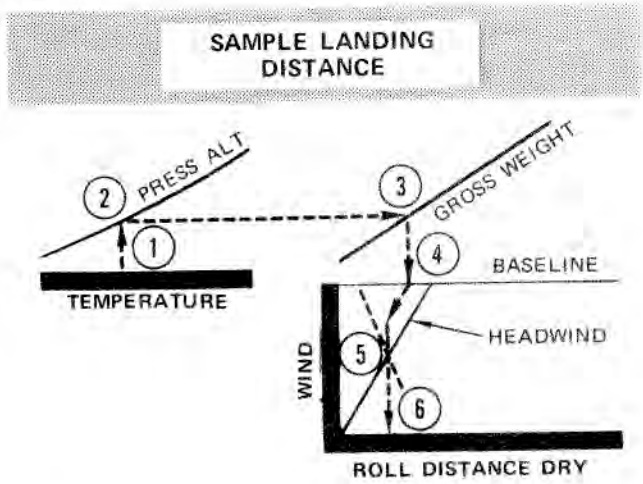 SAMPLE LANDING
DISTANCE
PRESS ALT
2
1
TEMPERATURE
3
GROSS WEIGHT
4
BASELINE
HEADWIND
WIND
5
6
ROLL DISTANCE DRY